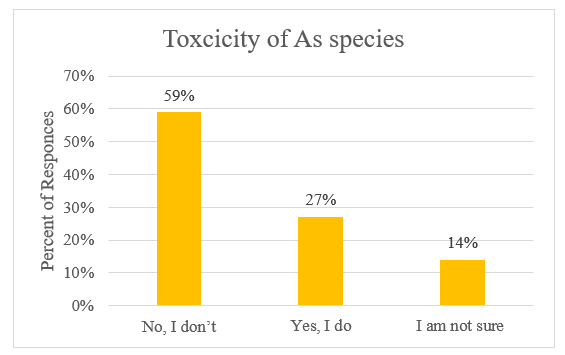 Toxcicity of As species
Percent of Responces
70%
60%
50%
40%
30%
20%
10%
0%
59%
27%
14%
No, I don’t
Yes, I do
I am not sure